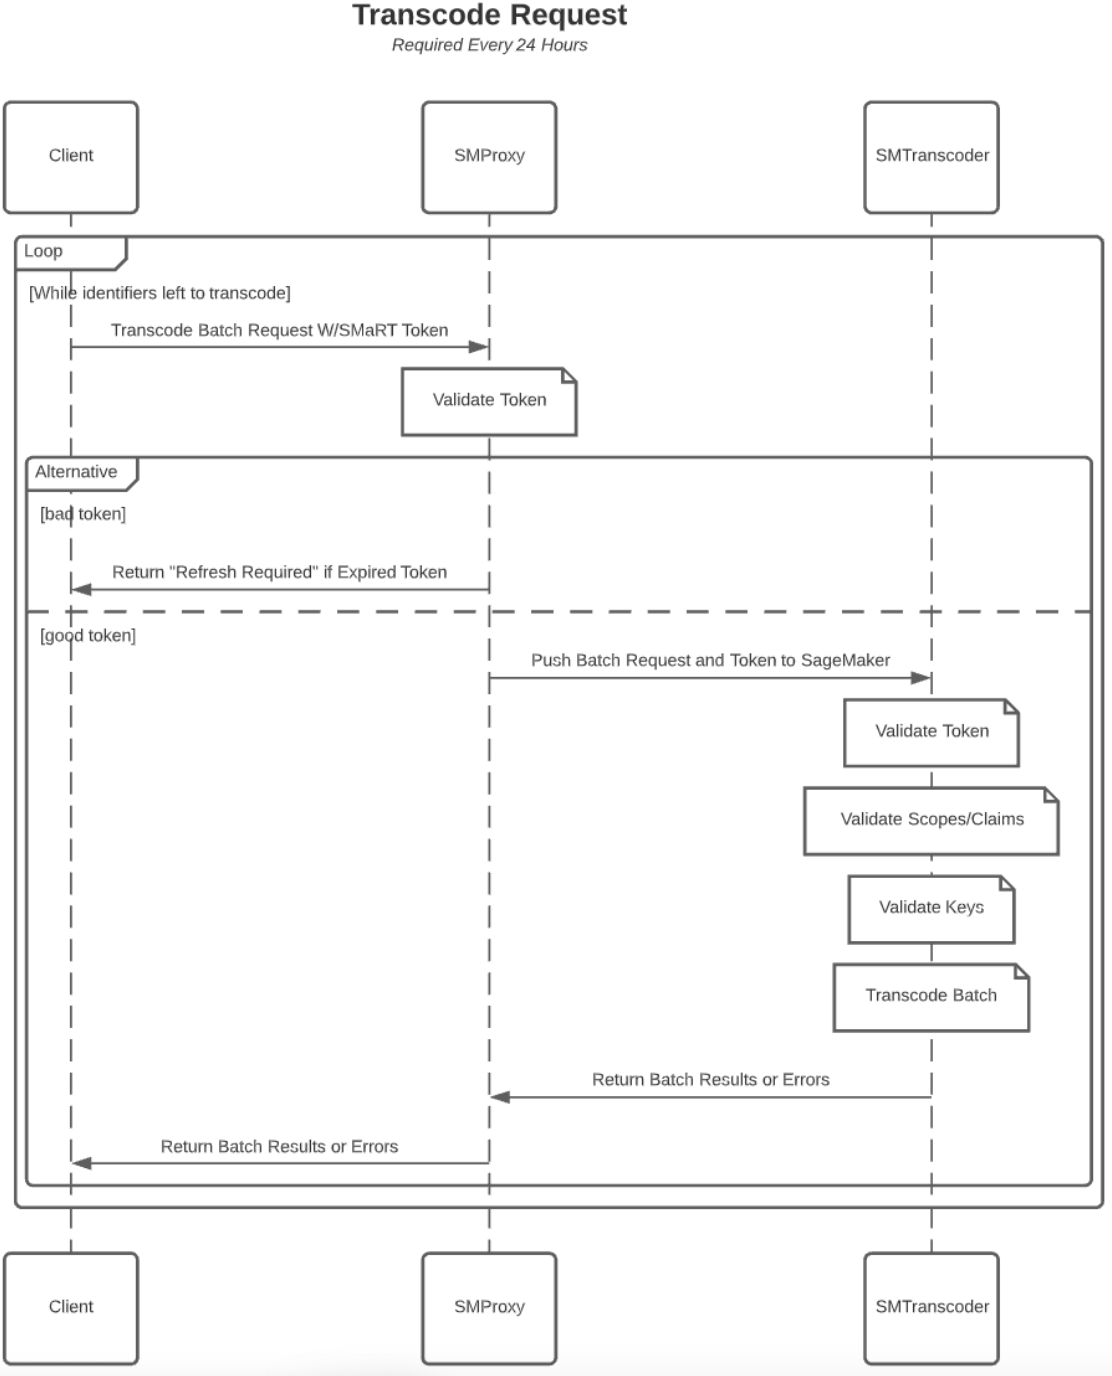 Transcode Request
Required Every 24 Hours
Client
SMProxy
SMTranscoder
Loop
[While identifiers left to transcode]
Transcode Batch Request W/SMaRT Token
Validate Token
Alternative
[bad token]
Return "Refresh Required" if Expired Token
[good token]
Push Batch Request and Token to SageMaker
Validate Token
Validate Scopes/Claims
Validate Keys
Transcode Batch
Return Batch Results or Errors
Return Batch Results or Errors
Client
SMProxy
SMTranscoder